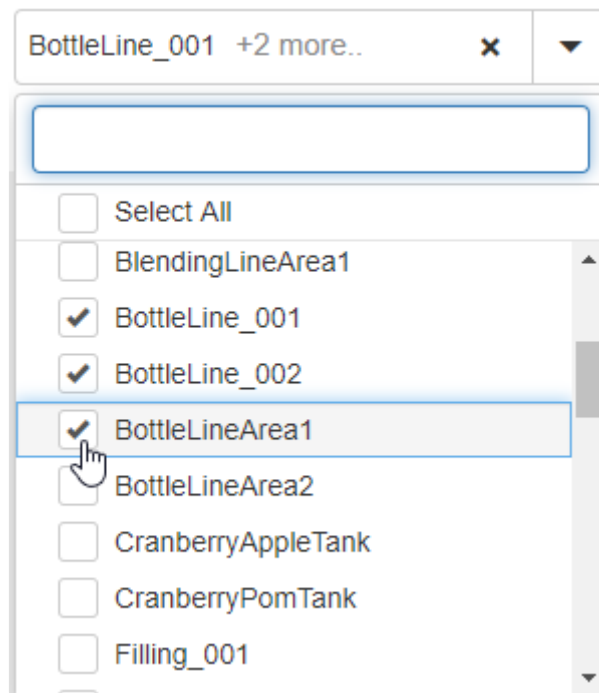 BottleLine_001 +2 more..
Select All
BlendingLineArea1
BottleLine_001
BottleLine_002
BottleLineArea1
BottleLineArea2
CranberryAppleTank
CranberryPomTank
Filling_001